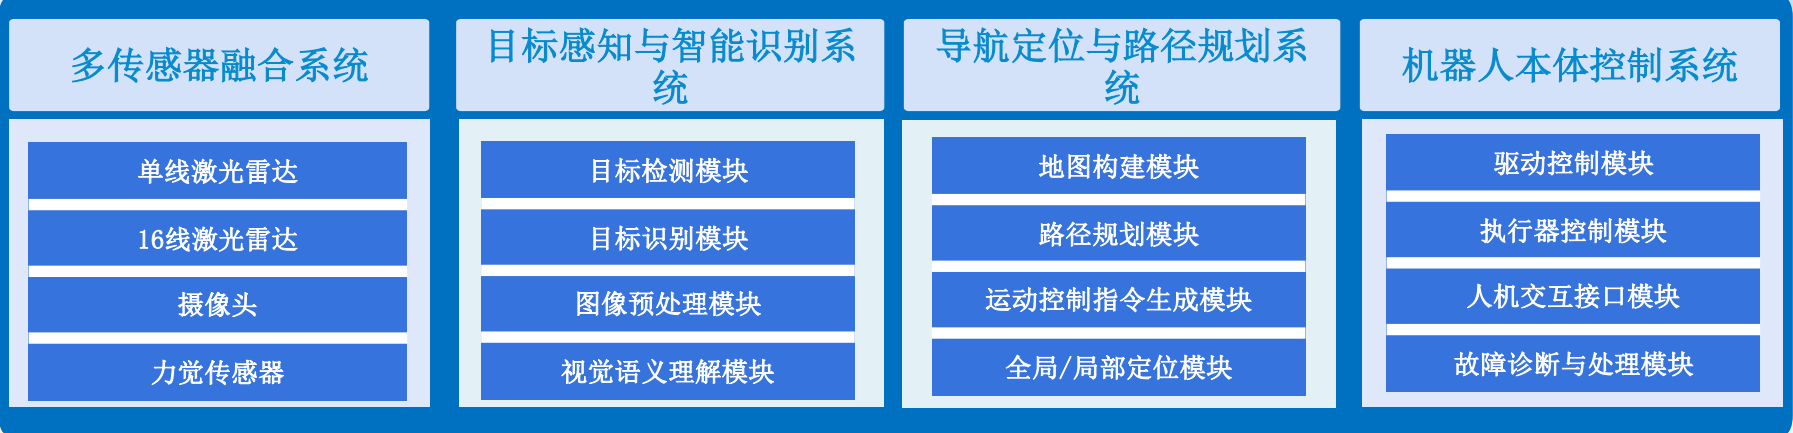 多传感器融合系统
单线激光雷达
16线激光雷达
摄像头
力觉传感器
目标感知与智能识别系
统
目标检测模块
目标识别模块
图像预处理模块
视觉语义理解模块
导航定位与路径规划系
统
地图构建模块
路径规划模块
运动控制指令生成模块
全局/局部定位模块
机器人本体控制系统
驱动控制模块
执行器控制模块
人机交互接口模块
故障诊断与处理模块